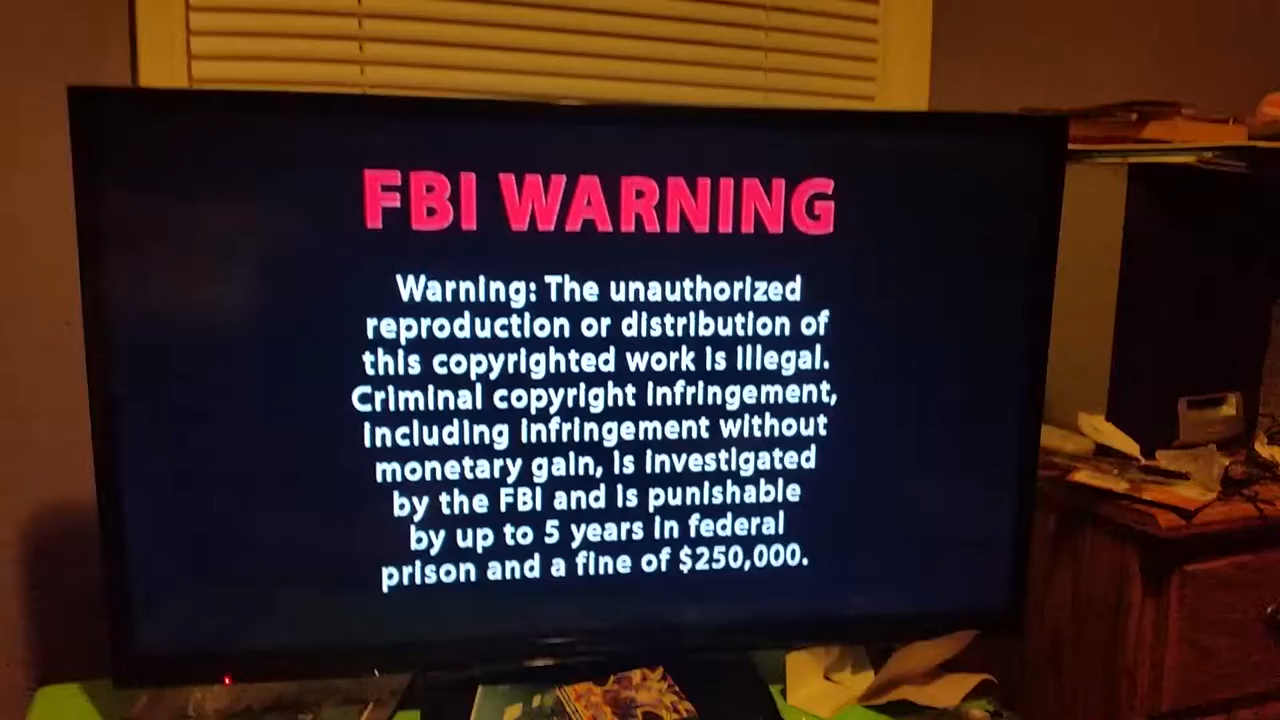 FBI WARNING
Warning: The unauthorized
reproduction or distribution of
this copyrighted work is illegal.
Criminal copyright infringement,
including infringement without
monetary gain, is investigated
by the FBI and is punishable
by up to 5 years in federal
prison and a fine of $250,000.